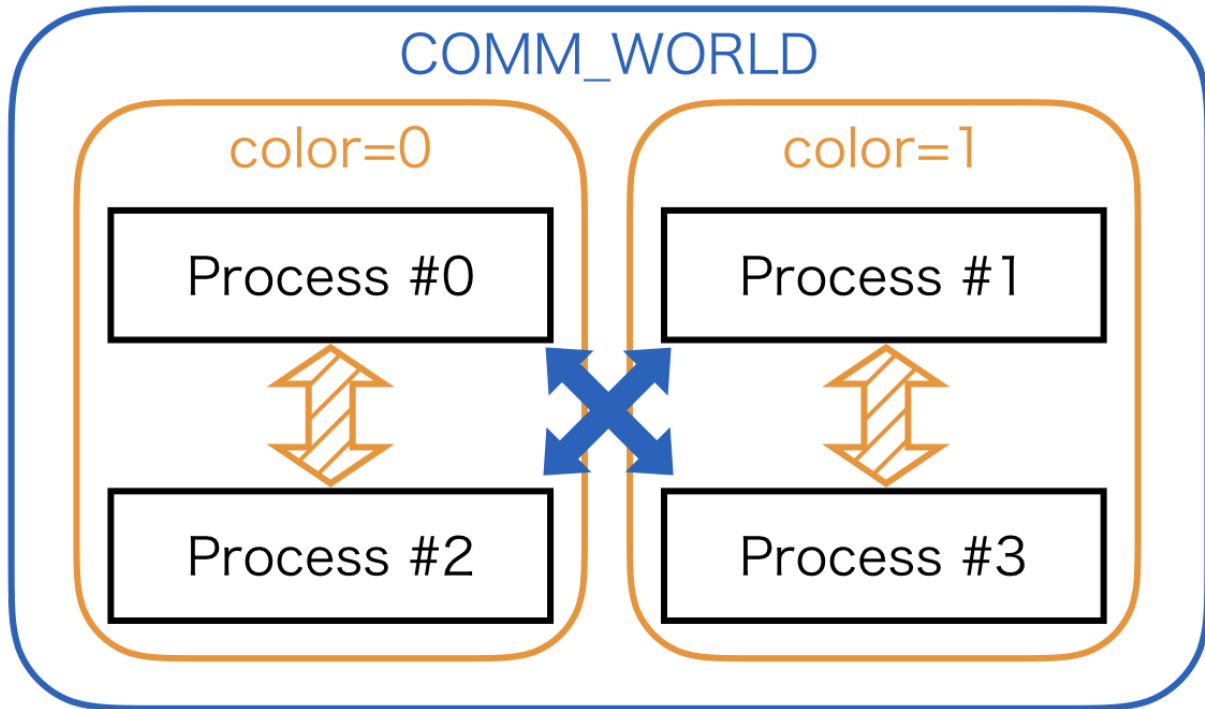 COMM_WORLD
color=0
Process #0
Process #2
color=1
Process #1
Process #3